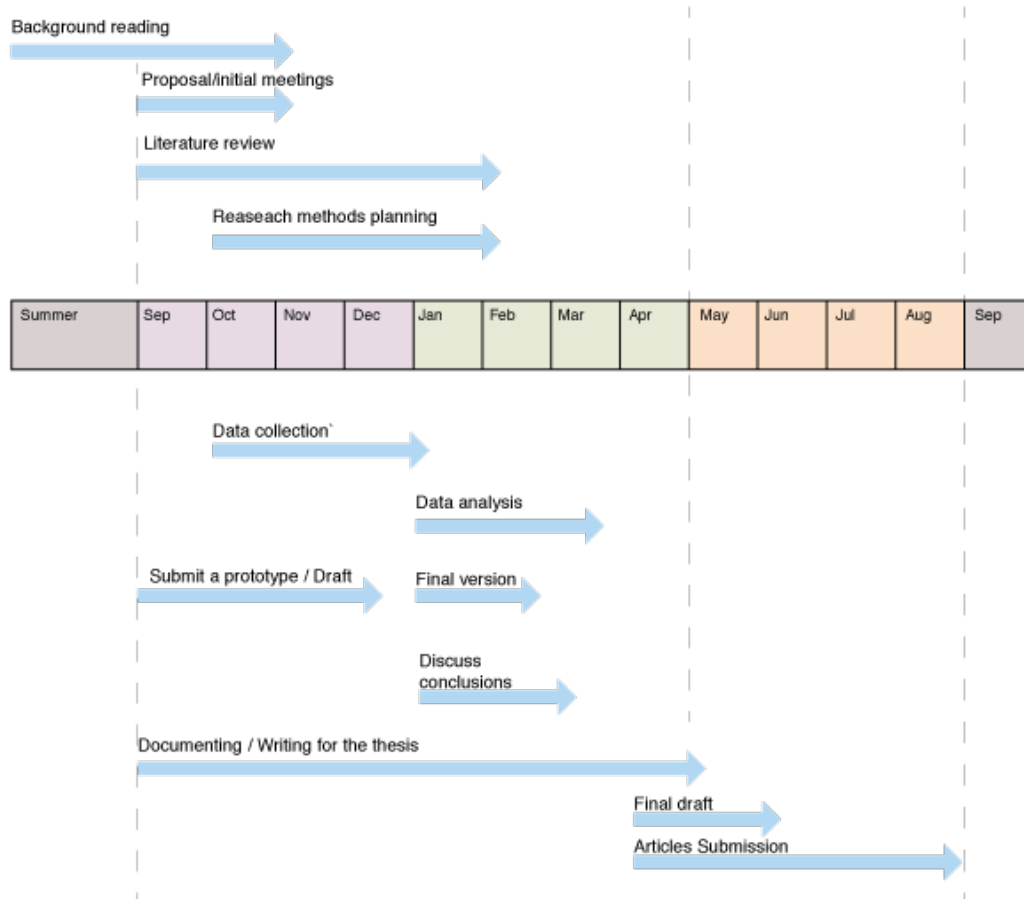 Background reading
Proposal/initial meetings
Literature review
Reaseach methods planning
Summer Sep Oct Nov Dec Jan Feb Mar Apr May Jun Jul Aug Sep
Data collection`
Data analysis
Submit a prototype / Draft Final version
Discuss
conclusions
Documenting / Writing for the thesis
Final draft
Articles Submission